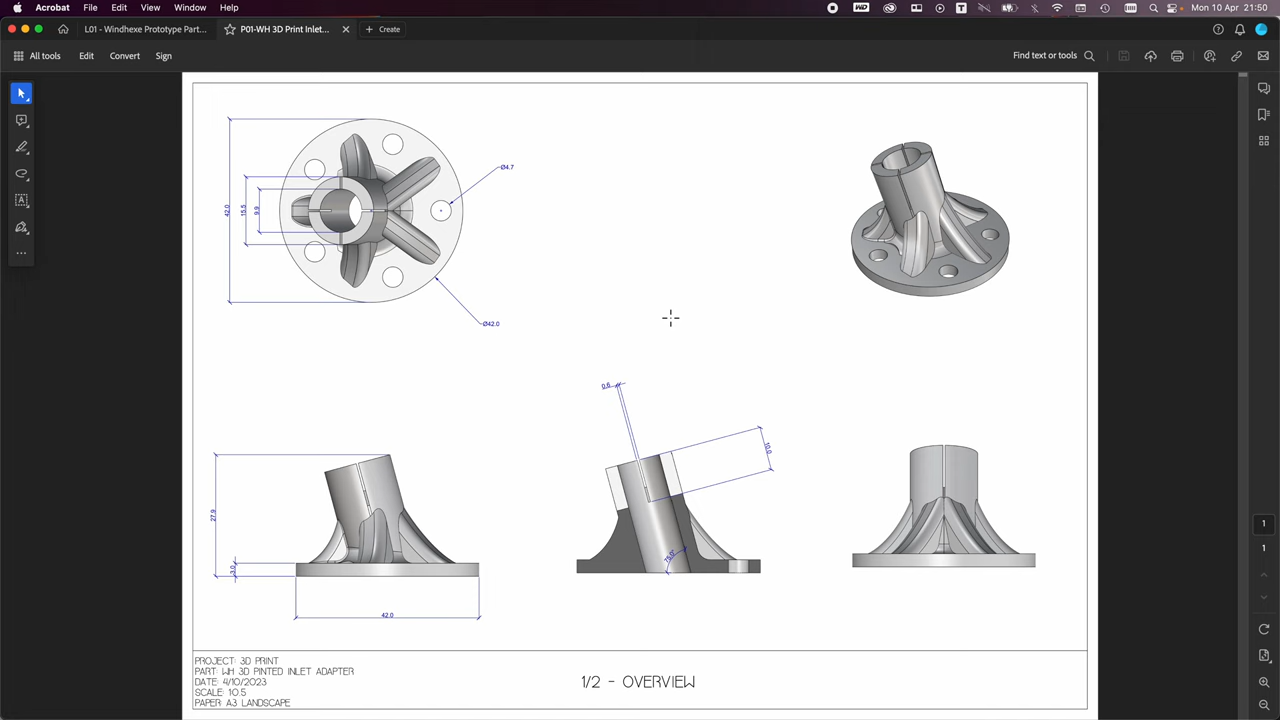 Acrobat File Edit View Window Help
Mon 10 Apr 21:50
L01 - Windhexe Prototype Part...
P01-WH 3D Print Inlet...
Create
All tools Edit Convert Sign
Find text or tools
Ø4.7
42.0
15.5
9.9
Ø42.0
0.6
10.0
27.9
75.0°
3.0
42.0
1
1
PROJECT: 3D PRINT
PART: WH 3D PINTED INLET ADAPTER
DATE: 4/10/2023
SCALE: 10.5
PAPER: A3 LANDSCAPE
1/2 - OVERVIEW